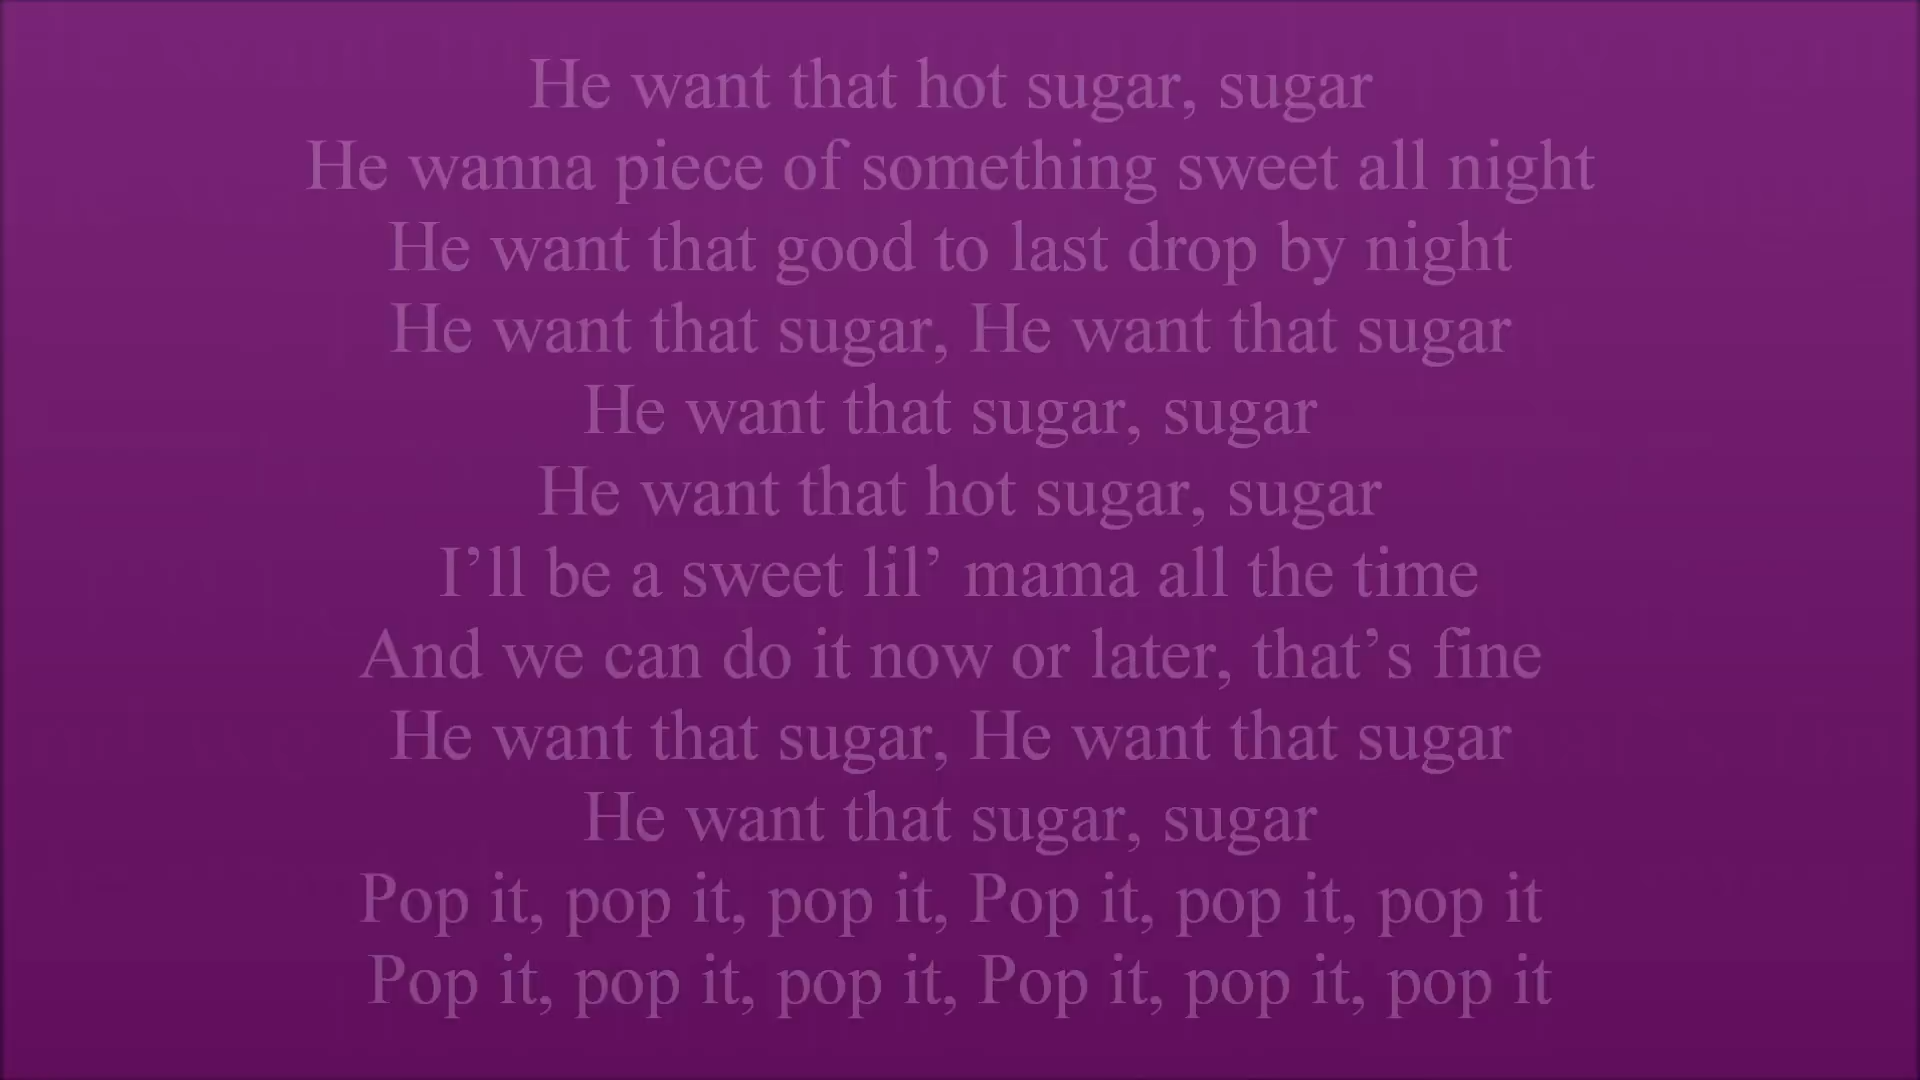 He want that hot sugar, sugar
He wanna piece of something sweet all night
He want that good to last drop by night
He want that sugar, He want that sugar
He want that sugar, sugar
He want that hot sugar, sugar
I’ll be a sweet lil’ mama all the time
And we can do it now or later, that’s fine
He want that sugar, He want that sugar
He want that sugar, sugar
Pop it, pop it, pop it, Pop it, pop it, pop it
Pop it, pop it, pop it, Pop it, pop it, pop it